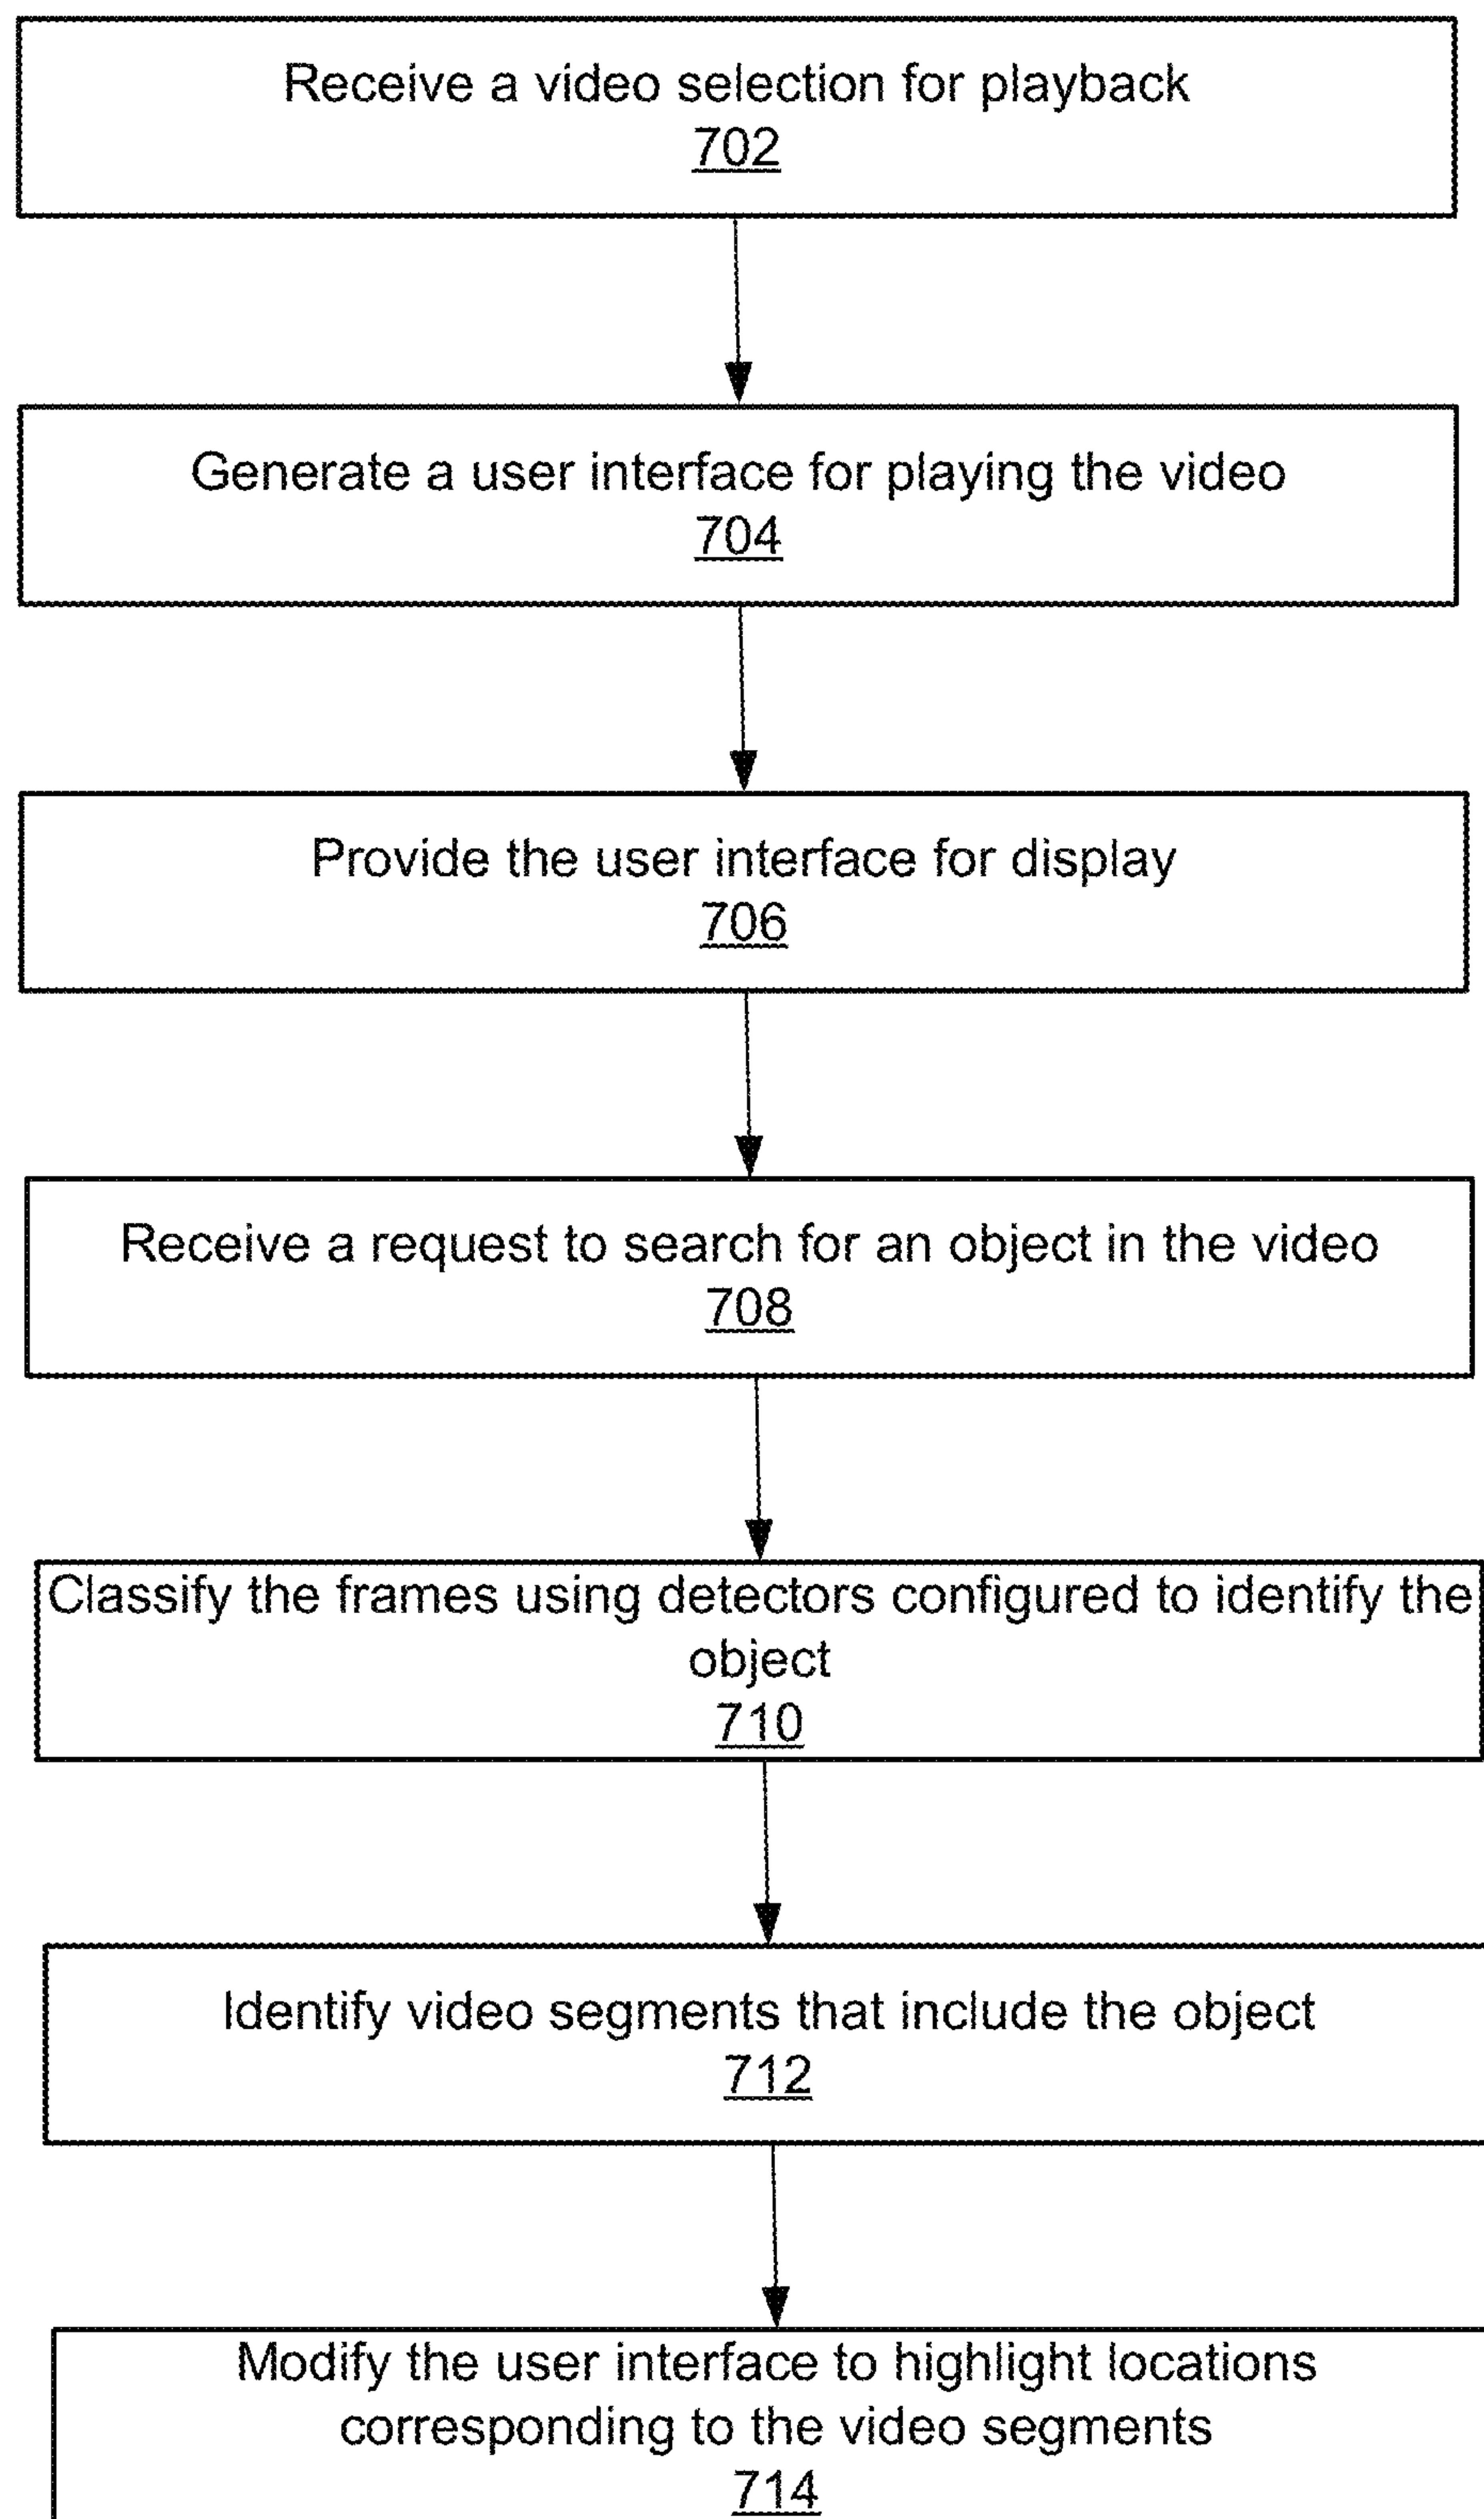 Receive a video selection for playback
702
Generate a user interface for playing the video
704
Provide the user interface for display
706
Receive a request to search for an object in the video
708
Classify the frames using detectors configured to identify the
object
710
Identify video segments that include the object
712
Modify the user interface to highlight locations
corresponding to the video segments
714